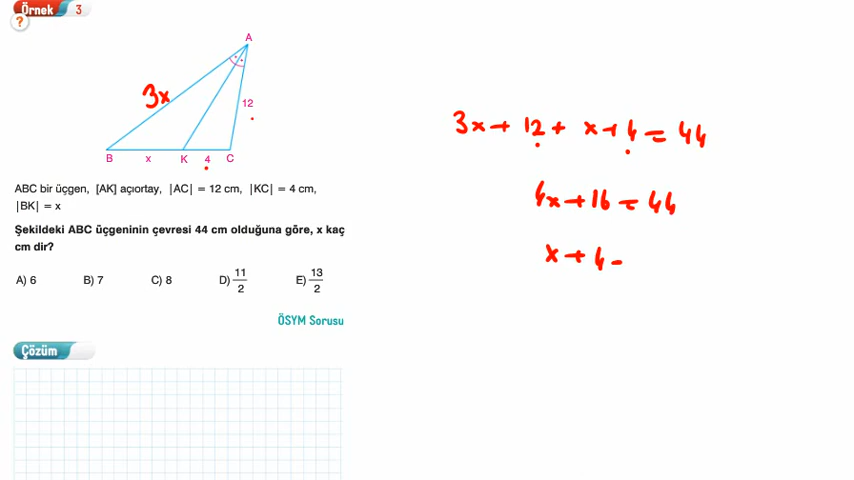 Örnek 3
?
A
3x
12
B x K 4 C
ABC bir üçgen, [AK] açıortay, |AC| = 12 cm, |KC| = 4 cm,
|BK| = x
Şekildeki ABC üçgeninin çevresi 44 cm olduğuna göre, x kaç
cm dir?
A) 6 B) 7 C) 8 D) 11/2 E) 13/2
ÖSYM Sorusu
Çözüm
3x + 12 + x + 4 = 44
4x + 16 = 44
x + 4 -